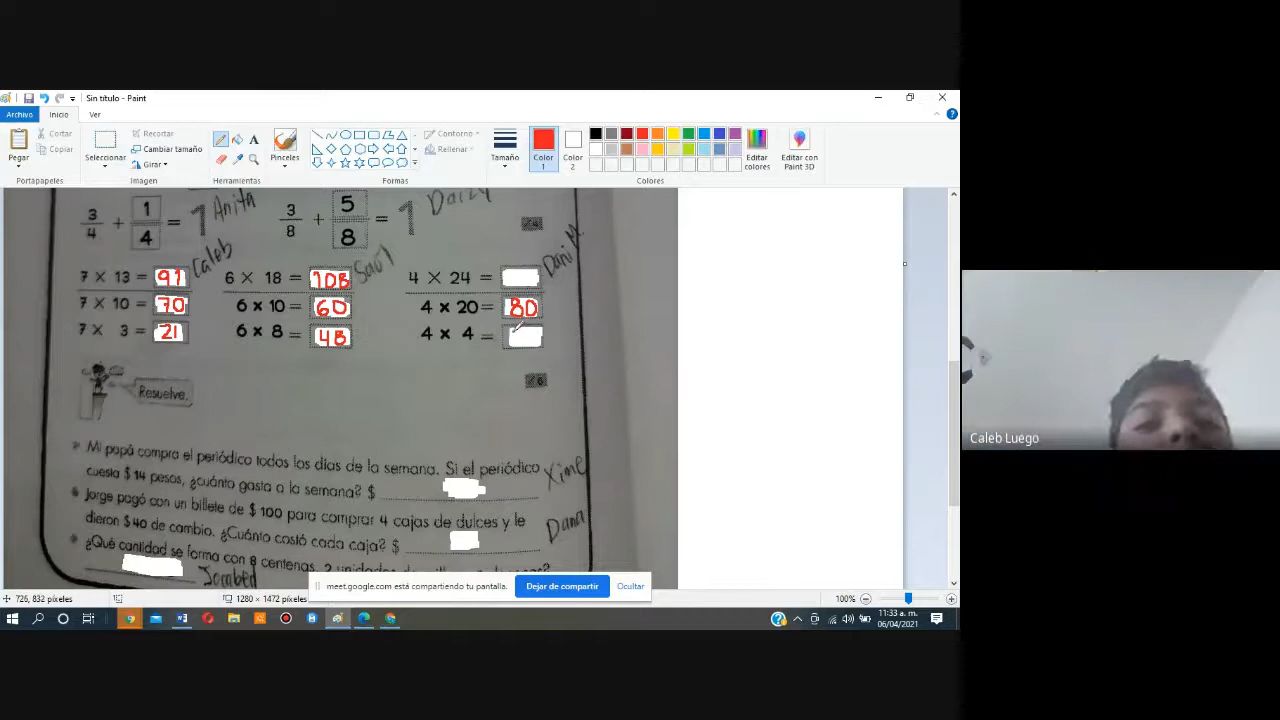 Sin título - Paint
Archivo Inicio Ver
Pegar
Cortar
Copiar
Portapapeles
Seleccionar
Recortar
Cambiar tamaño
Girar
Imagen
A
Herramientas
Pinceles
Contorno
Rellenar
Formas
Tamaño
Color 1
Color 2
Editar colores
Editar con Paint 3D
Colores
3/4 + 1/4 = 1 Anita
3/8 + 5/8 = 1 Daizy
7 × 13 = 91 Caleb
6 × 18 = 108 Saúl
4 × 24 = Dani M.
7 × 10 = 70
6 × 10 = 60
4 × 20 = 80
7 × 3 = 21
6 × 8 = 48
4 × 4 =
Resuelve.
Mi papá compra el periódico todos los días de la semana. Si el periódico
cuesta $ 14 pesos, ¿cuánto gasta a la semana? $ Xime
Jorge pagó con un billete de $ 100 para comprar 4 cajas de dulces y le
dieron $ 40 de cambio. ¿Cuánto costó cada caja? $ Dana
¿Qué cantidad se forma con 8 centenas, 2
Jocabed
meet.google.com está compartiendo tu pantalla.
Dejar de compartir
Ocultar
726, 832 píxeles
1280 × 1472 píxeles
100%
11:33 a. m.
06/04/2021
Caleb Luego